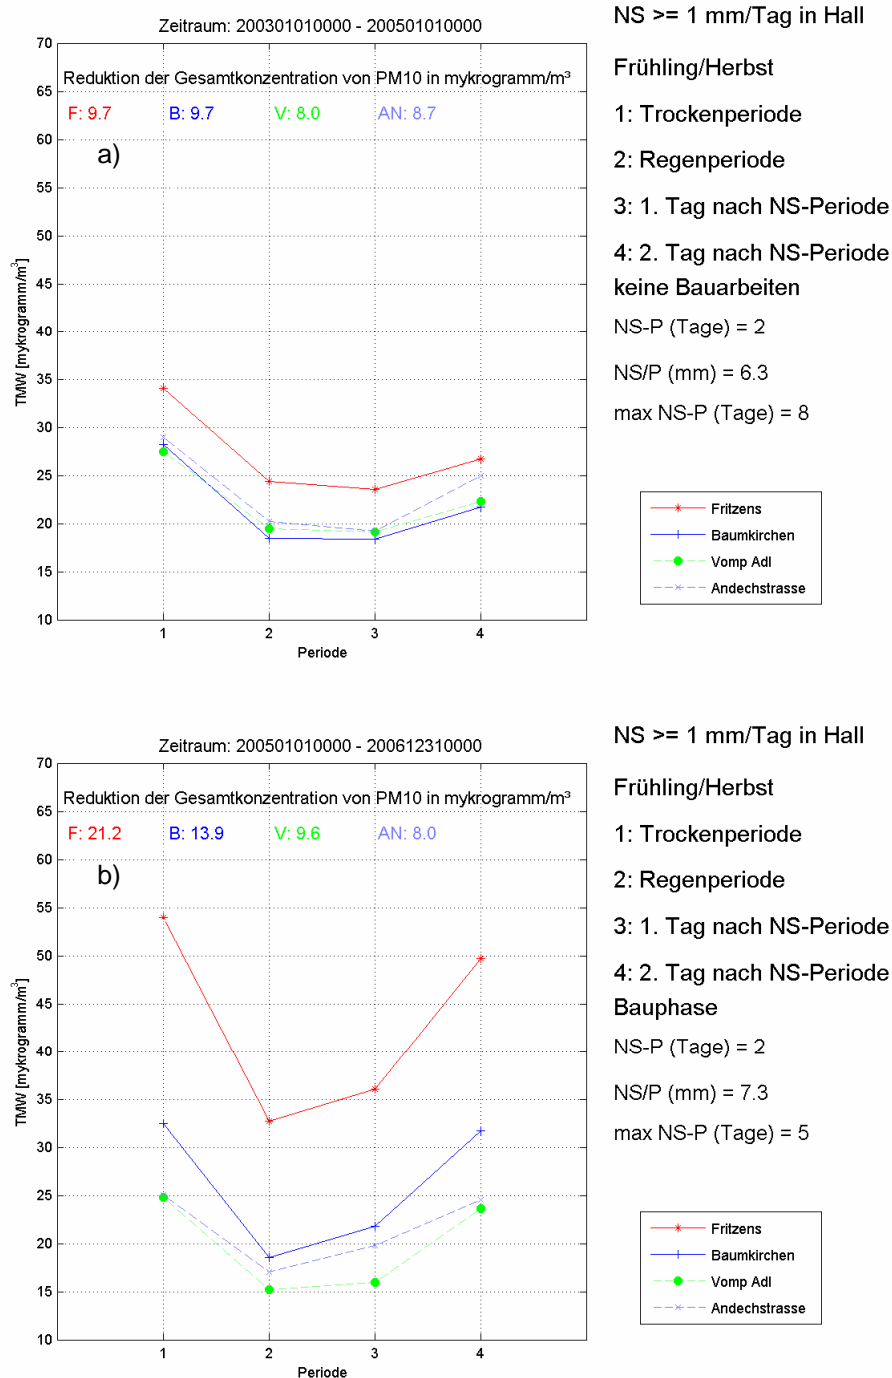 Zeitraum: 200301010000 - 200501010000
Reduktion der Gesamtkonzentration von PM10 in mykrogramm/m³
F: 9.7 B: 9.7 V: 8.0 AN: 8.7
a)
70
65
60
55
50
45
40
35
30
25
20
15
10
TMW [mykrogramm/m³]
1 2 3 4
Periode
NS >= 1 mm/Tag in Hall
Frühling/Herbst
1: Trockenperiode
2: Regenperiode
3: 1. Tag nach NS-Periode
4: 2. Tag nach NS-Periode
keine Bauarbeiten
NS-P (Tage) = 2
NS/P (mm) = 6.3
max NS-P (Tage) = 8
Fritzens
Baumkirchen
Vomp Adl
Andechstrasse
Zeitraum: 200501010000 - 200612310000
Reduktion der Gesamtkonzentration von PM10 in mykrogramm/m³
F: 21.2 B: 13.9 V: 9.6 AN: 8.0
b)
70
65
60
55
50
45
40
35
30
25
20
15
10
TMW [mykrogramm/m³]
1 2 3 4
Periode
NS >= 1 mm/Tag in Hall
Frühling/Herbst
1: Trockenperiode
2: Regenperiode
3: 1. Tag nach NS-Periode
4: 2. Tag nach NS-Periode
Bauphase
NS-P (Tage) = 2
NS/P (mm) = 7.3
max NS-P (Tage) = 5
Fritzens
Baumkirchen
Vomp Adl
Andechstrasse